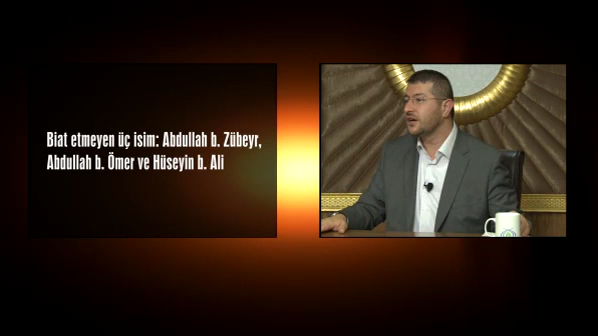 Biat etmeyen üç isim: Abdullah b. Zübeyr,
Abdullah b. Ömer ve Hüseyin b. Ali